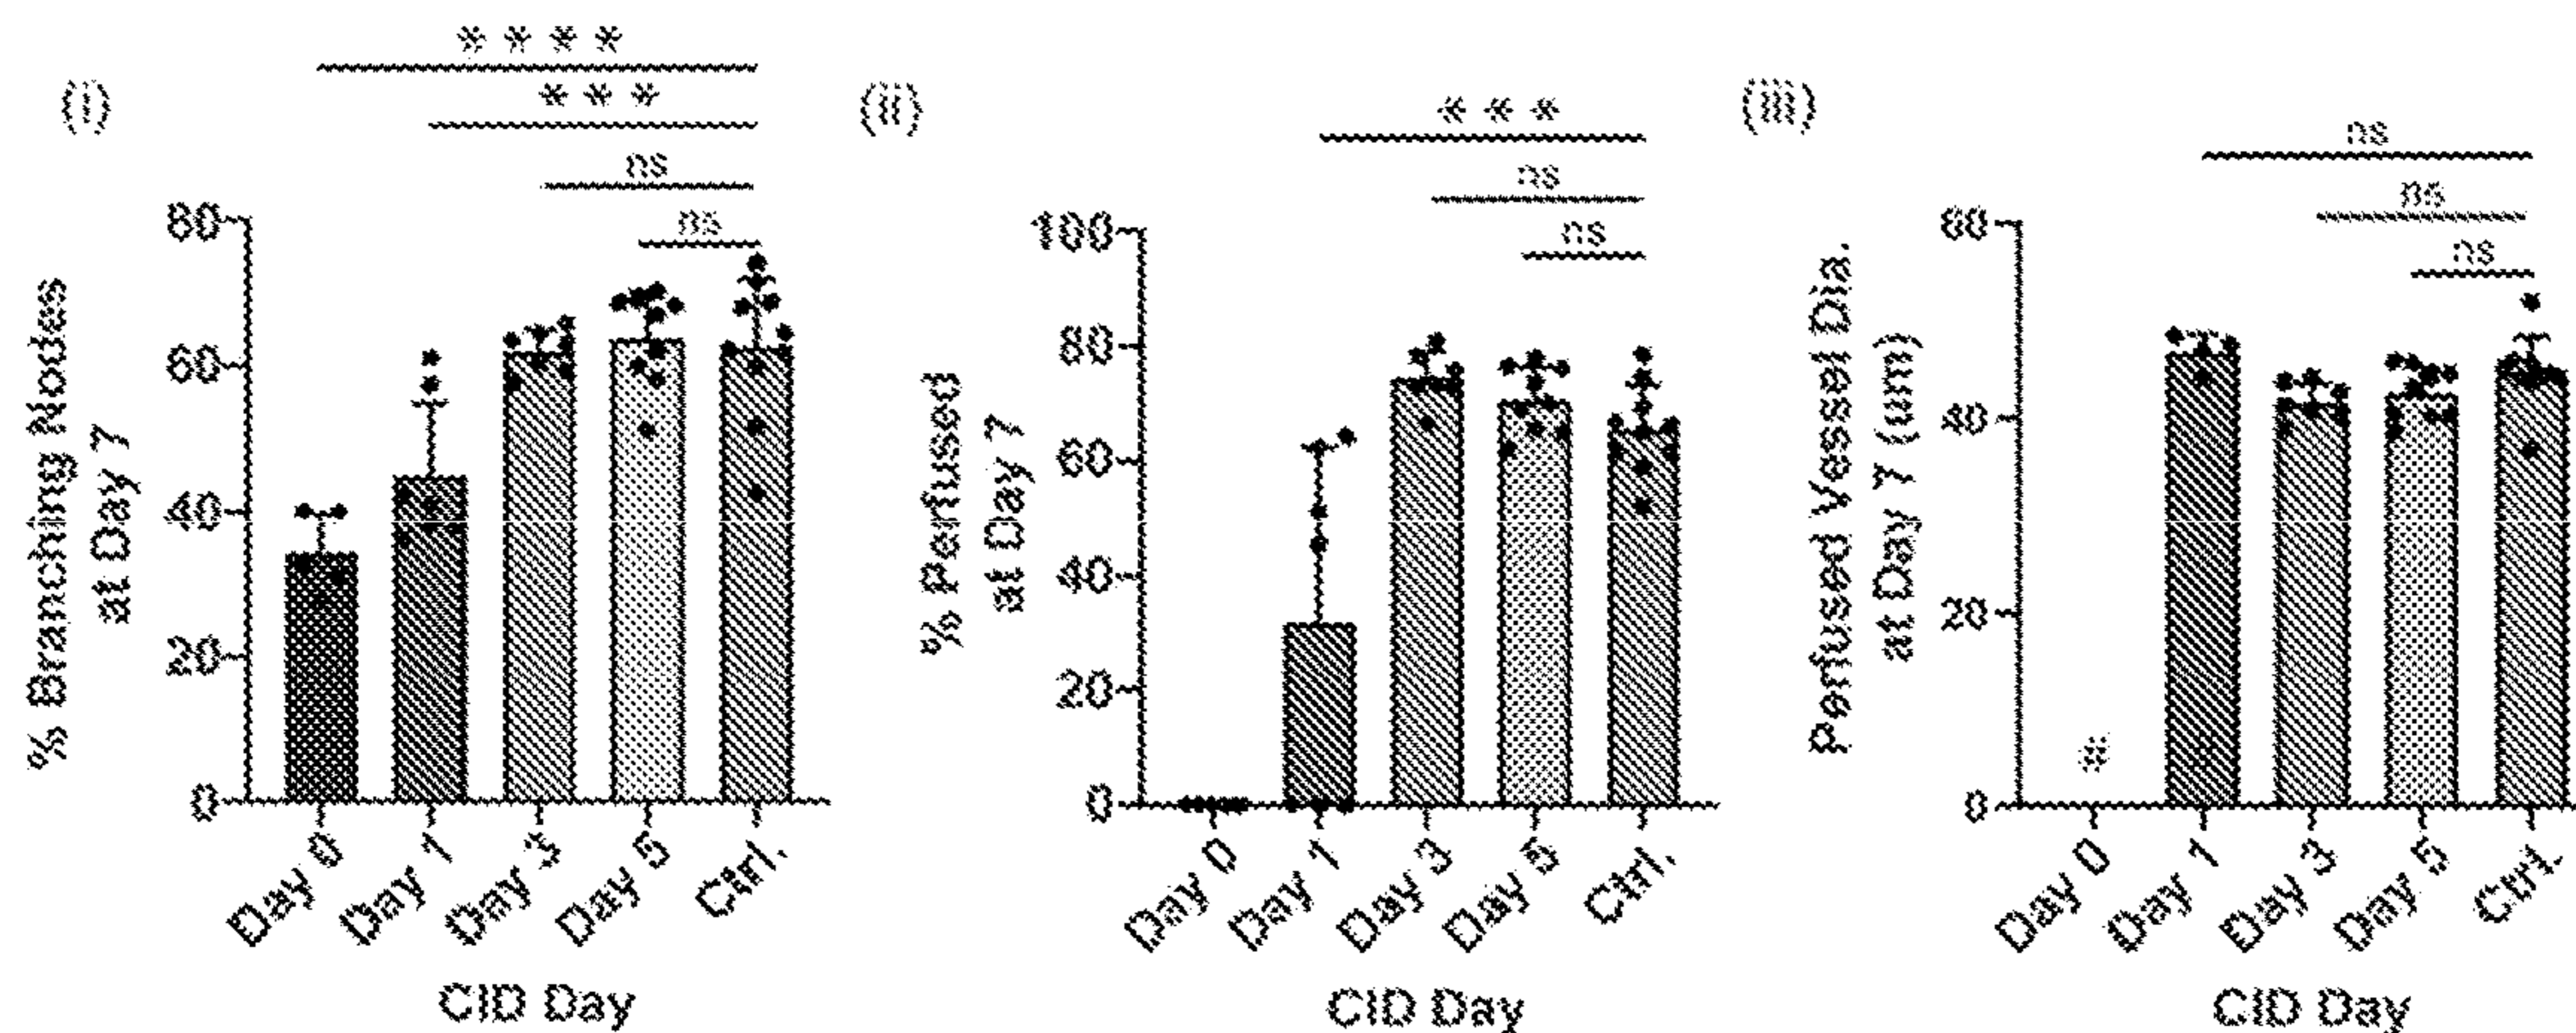 (i)
* * * *
* * *
ns
ns
% Branching Nodes
at Day 7
80
60
40
20
0
Day 0
Day 1
Day 3
Day 5
Ctrl.
CID Day
(ii)
* * *
ns
ns
% Perfused
at Day 7
100
80
60
40
20
0
Day 0
Day 1
Day 3
Day 5
Ctrl.
CID Day
(iii)
ns
ns
ns
Perfused Vessel Dia.
at Day 7 (um)
60
40
20
0
#
Day 0
Day 1
Day 3
Day 5
Ctrl.
CID Day